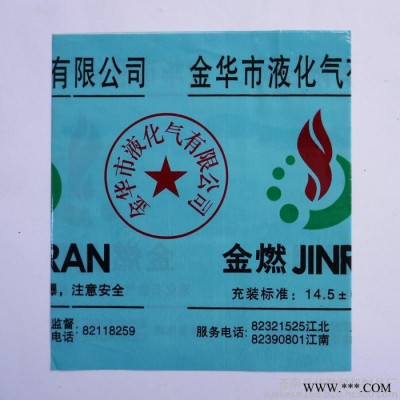 有限公司
金华市液化气有
金华市液化气有限公司
RAN
金燃 JINR
，注意安全
充装标准：14.5±
监督
电话：82118259
服务电话：82321525江北
82390801江南
www.***.COM